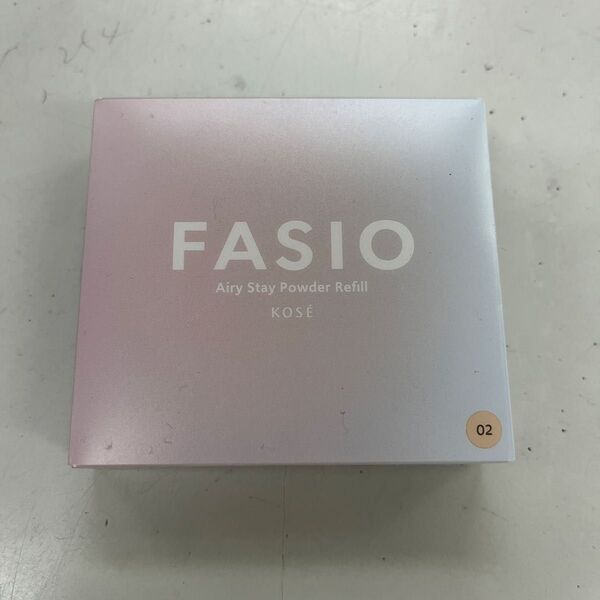 FASIO
Airy Stay Powder Refill
KOSÉ
02